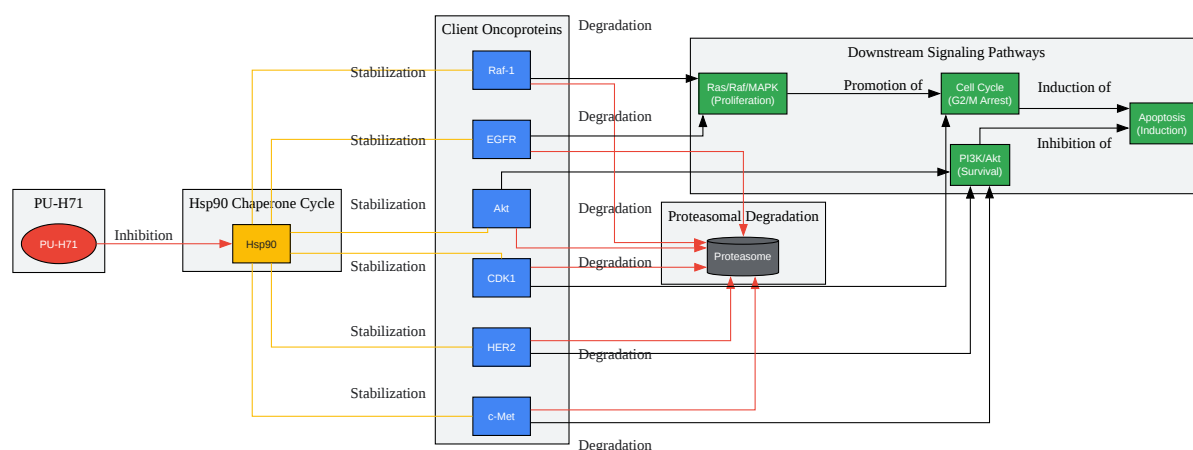 Client Oncoproteins
Degradation
Downstream Signaling Pathways
Stabilization
Raf-1
Ras/Raf/MAPK
(Proliferation)
Promotion of
Cell Cycle
(G2/M Arrest)
Induction of
Degradation
Apoptosis
(Induction)
Stabilization
EGFR
Inhibition of
PI3K/Akt
(Survival)
PU-H71
Hsp90 Chaperone Cycle
Stabilization
Akt
Degradation
Proteasomal Degradation
PU-H71
Inhibition
Hsp90
Stabilization
CDK1
Degradation
Proteasome
Stabilization
HER2
Degradation
Stabilization
c-Met
Degradation